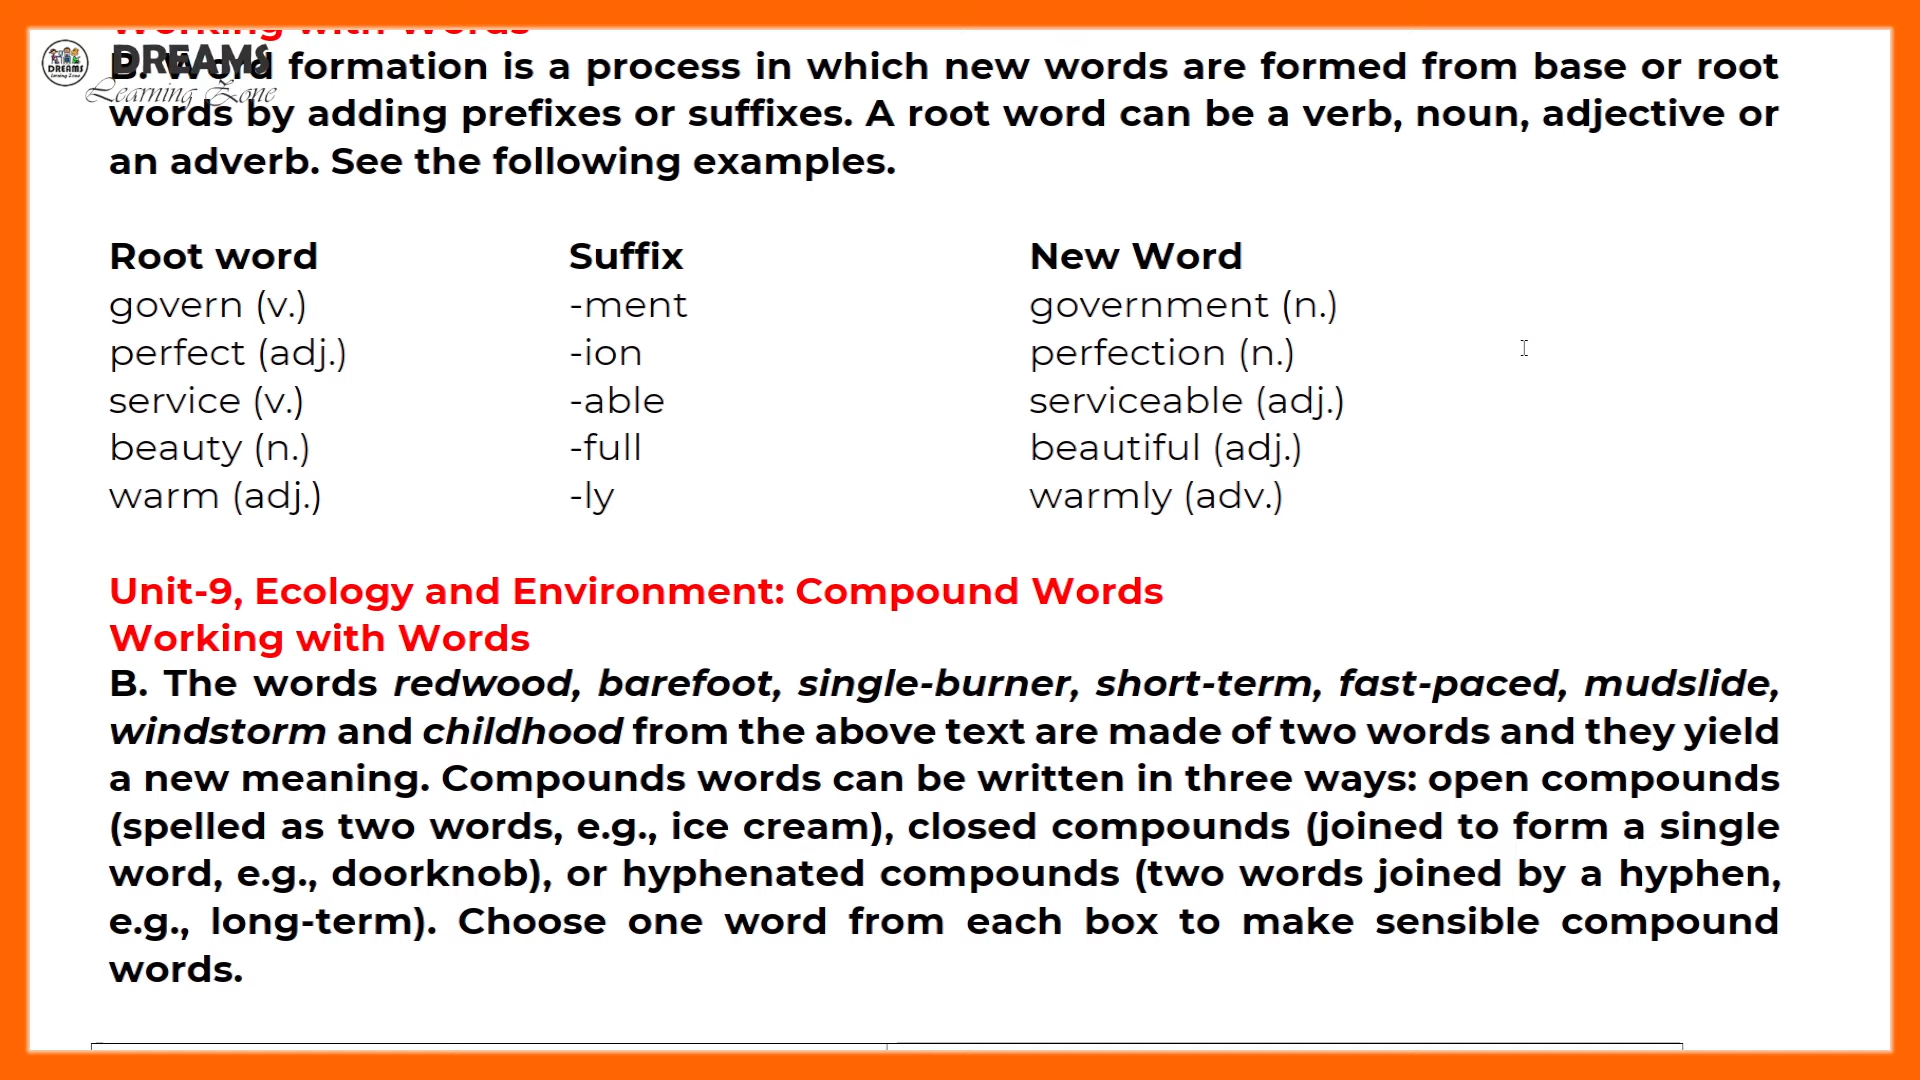 Working with Words
DREAMS
Learning Zone
DREAMS
B. Word formation is a process in which new words are formed from base or root
words by adding prefixes or suffixes. A root word can be a verb, noun, adjective or
an adverb. See the following examples.
Root word Suffix New Word
govern (v.) -ment government (n.)
perfect (adj.) -ion perfection (n.)
service (v.) -able serviceable (adj.)
beauty (n.) -full beautiful (adj.)
warm (adj.) -ly warmly (adv.)
Unit-9, Ecology and Environment: Compound Words
Working with Words
B. The words redwood, barefoot, single-burner, short-term, fast-paced, mudslide,
windstorm and childhood from the above text are made of two words and they yield
a new meaning. Compounds words can be written in three ways: open compounds
(spelled as two words, e.g., ice cream), closed compounds (joined to form a single
word, e.g., doorknob), or hyphenated compounds (two words joined by a hyphen,
e.g., long-term). Choose one word from each box to make sensible compound
words.